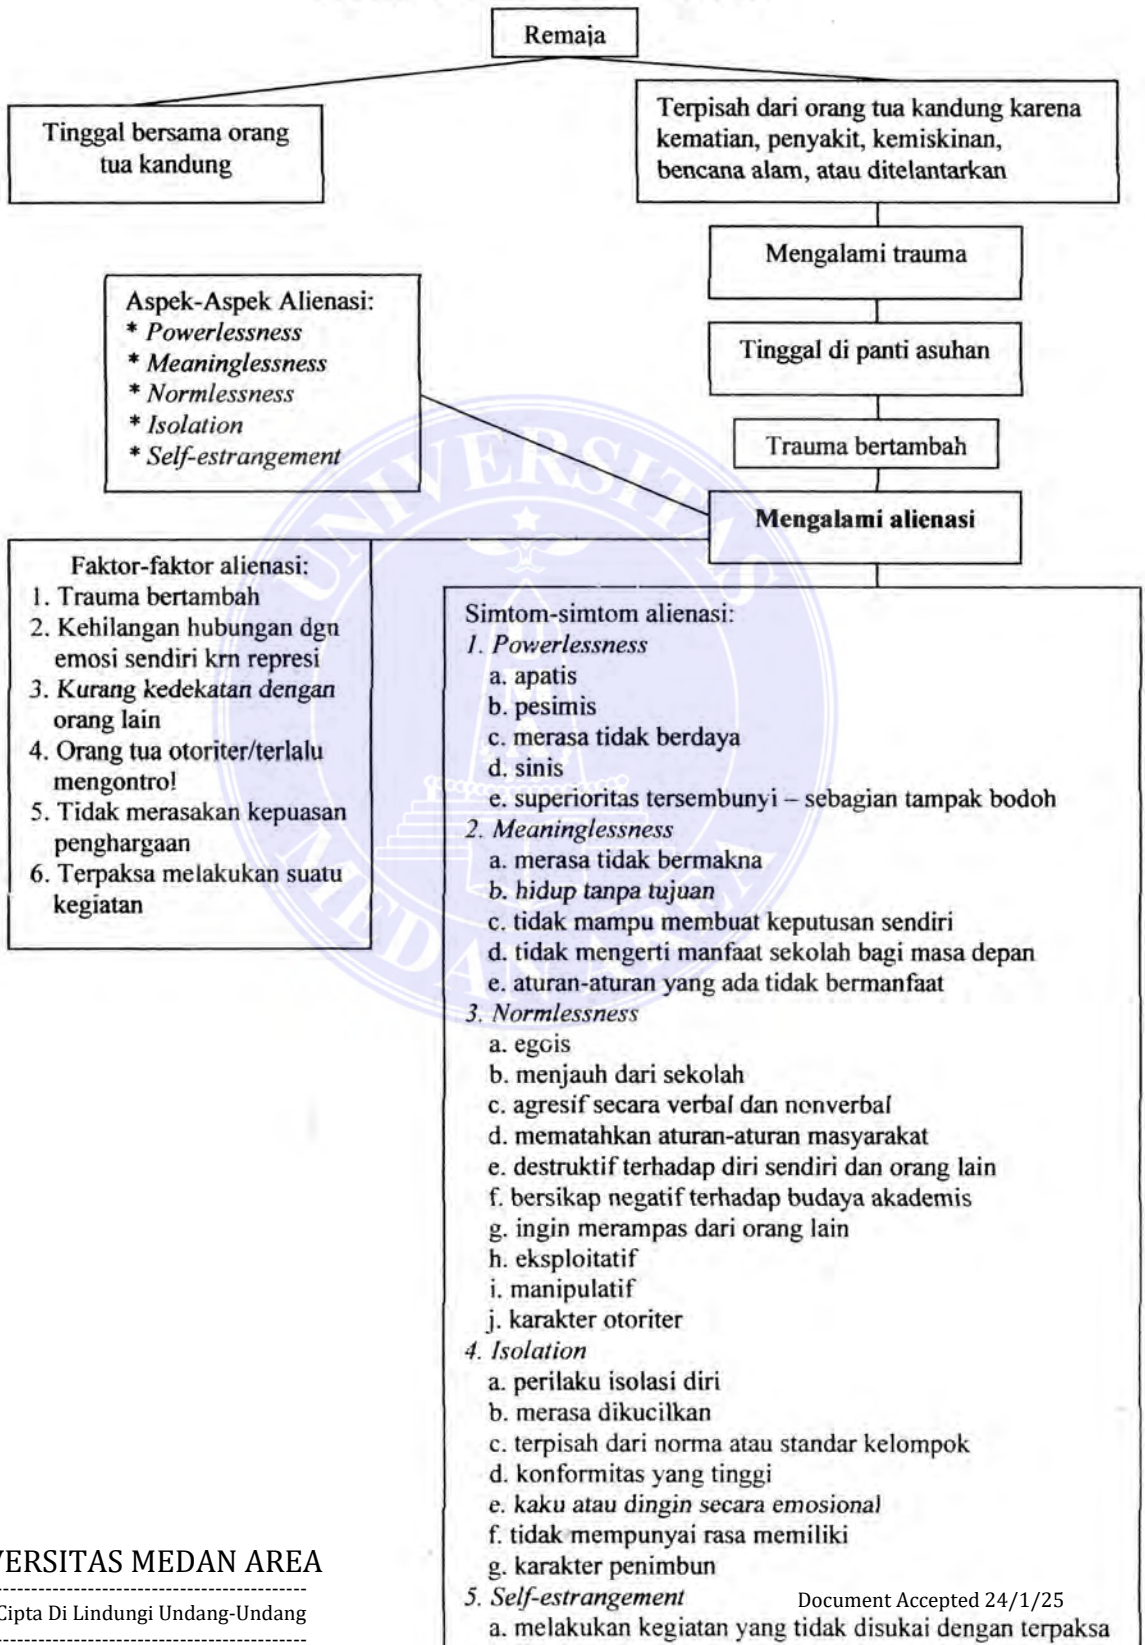 Remaja
Tinggal bersama orang
tua kandung
Terpisah dari orang tua kandung karena
kematian, penyakit, kemiskinan,
bencana alam, atau ditelantarkan
Mengalami trauma
Aspek-Aspek Alienasi:
* Powerlessness
* Meaninglessness
* Normlessness
* Isolation
* Self-estrangement
Tinggal di panti asuhan
Trauma bertambah
Mengalami alienasi
Faktor-faktor alienasi:
1. Trauma bertambah
2. Kehilangan hubungan dgn
emosi sendiri krn represi
3. Kurang kedekatan dengan
orang lain
4. Orang tua otoriter/terlalu
mengontrol
5. Tidak merasakan kepuasan
penghargaan
6. Terpaksa melakukan suatu
kegiatan
Simtom-simtom alienasi:
1. Powerlessness
a. apatis
b. pesimis
c. merasa tidak berdaya
d. sinis
e. superioritas tersembunyi – sebagian tampak bodoh
2. Meaninglessness
a. merasa tidak bermakna
b. hidup tanpa tujuan
c. tidak mampu membuat keputusan sendiri
d. tidak mengerti manfaat sekolah bagi masa depan
e. aturan-aturan yang ada tidak bermanfaat
3. Normlessness
a. egois
b. menjauh dari sekolah
c. agresif secara verbal dan nonverbal
d. mematahkan aturan-aturan masyarakat
e. destruktif terhadap diri sendiri dan orang lain
f. bersikap negatif terhadap budaya akademis
g. ingin merampas dari orang lain
h. eksploitatif
i. manipulatif
j. karakter otoriter
4. Isolation
a. perilaku isolasi diri
b. merasa dikucilkan
c. terpisah dari norma atau standar kelompok
d. konformitas yang tinggi
e. kaku atau dingin secara emosional
f. tidak mempunyai rasa memiliki
g. karakter penimbun
5. Self-estrangement
a. melakukan kegiatan yang tidak disukai dengan terpaksa
UNIVERSITAS
MEDAN AREA
U
M
A
VERSITAS MEDAN AREA
Cipta Di Lindungi Undang-Undang
Document Accepted 24/1/25